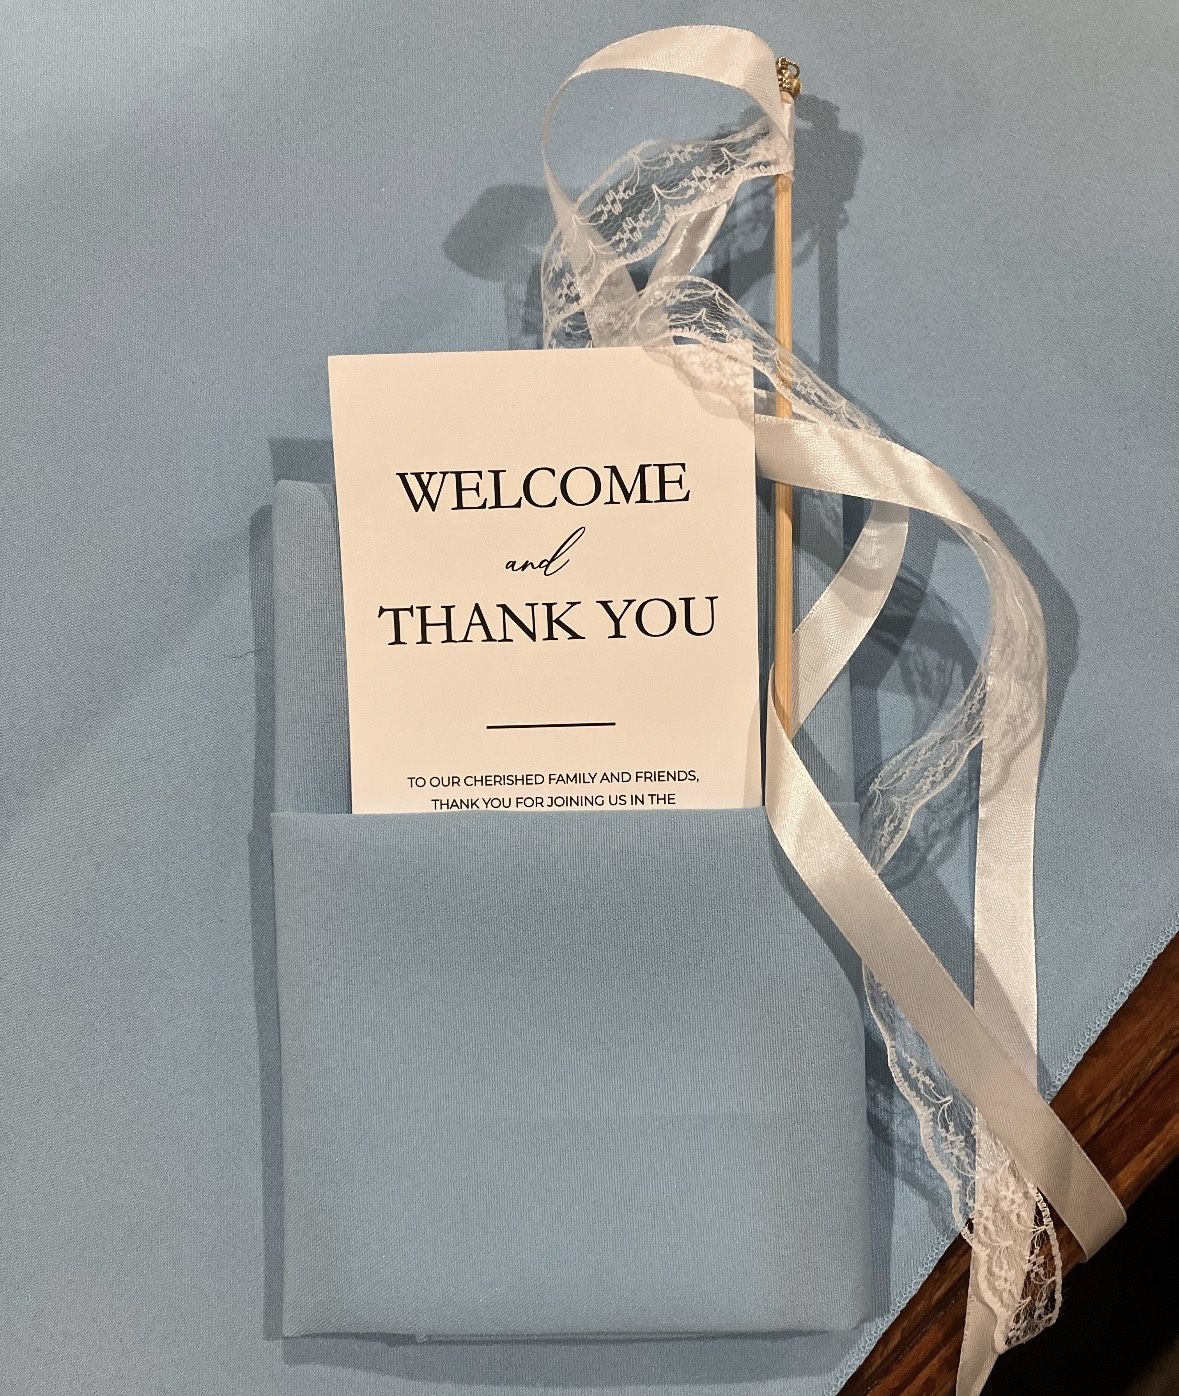 WELCOME
and
THANK YOU
TO OUR CHERISHED FAMILY AND FRIENDS,
THANK YOU FOR JOINING US IN THE